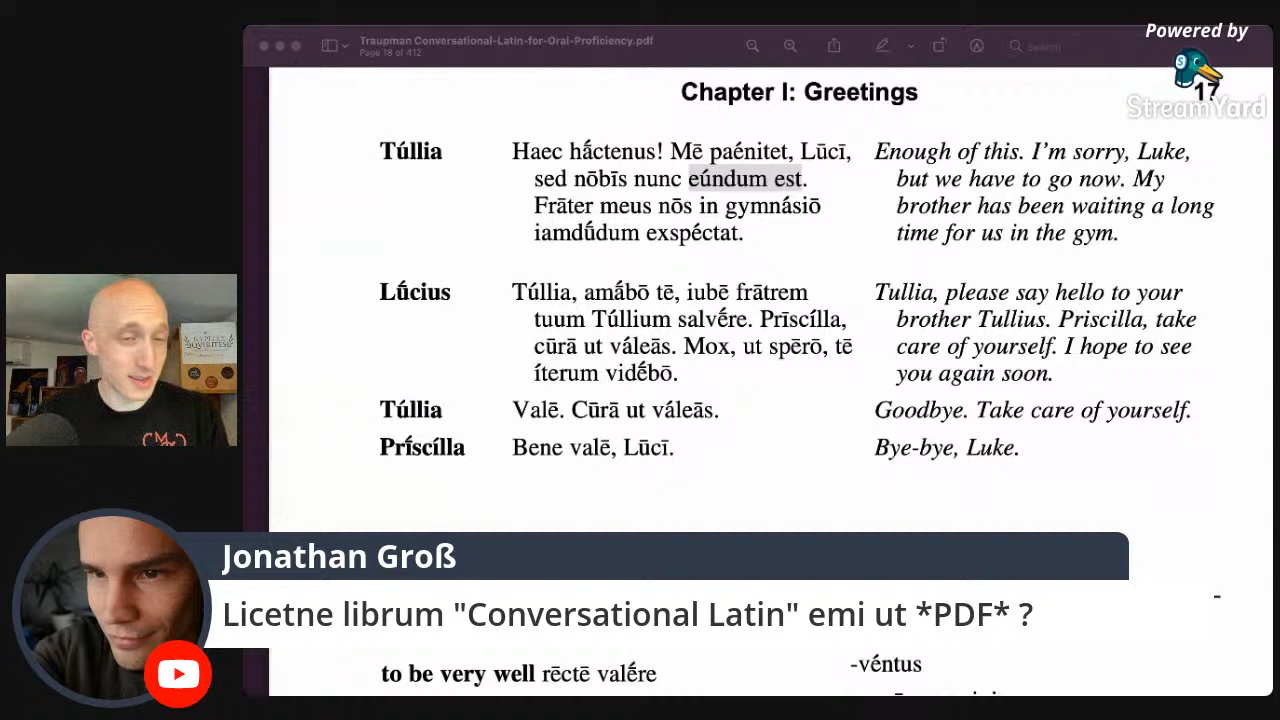 Powered by
StreamYard
Traupman Conversational-Latin-for-Oral-Proficiency.pdf
Page 18 of 412
Search
Chapter I: Greetings
17
Túllia
Haec hā́ctenus! Mē paénitet, Lūcī,
sed nōbīs nunc eúndum est.
Frāter meus nōs in gymnásiō
iamdū́dum exspéctat.
Enough of this. I’m sorry, Luke,
but we have to go now. My
brother has been waiting a long
time for us in the gym.
Lū́cius
Túllia, amā́bō tē, iubē frātrem
tuum Túllium salvḗre. Prīscílla,
cūrā ut váleās. Mox, ut spērō, tē
íterum vidḗbō.
Tullia, please say hello to your
brother Tullius. Priscilla, take
care of yourself. I hope to see
you again soon.
Túllia
Valē. Cūrā ut váleās.
Goodbye. Take care of yourself.
Prī́scílla
Bene valē, Lūcī.
Bye-bye, Luke.
Jonathan Groß
Licetne librum "Conversational Latin" emi ut *PDF* ?
to be very well rēctē valḗre
-véntus